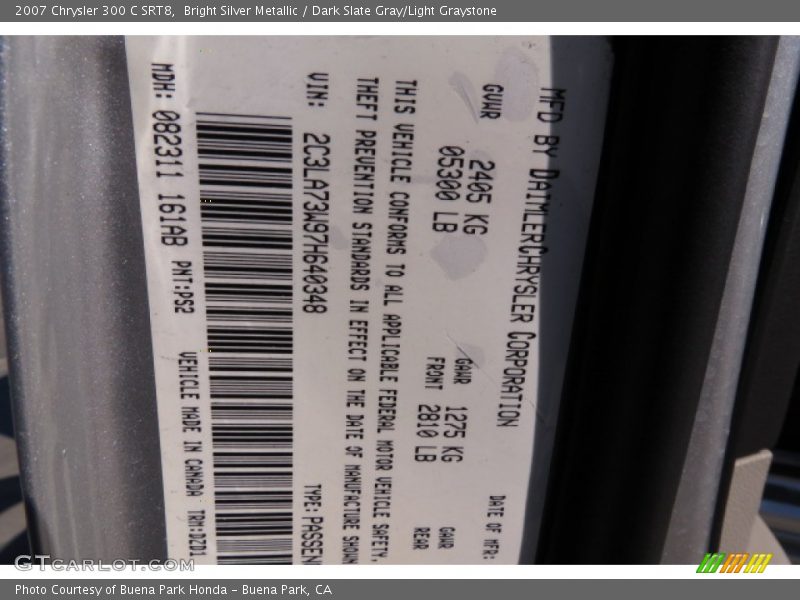 2007 Chrysler 300 C SRT8, Bright Silver Metallic / Dark Slate Gray/Light Graystone
MFD BY DAIMLERCHRYSLER CORPORATION
DATE OF MFR:
GVWR
2405 KG
05300 LB
GAWR
FRONT
1275 KG
2810 LB
GAWR
REAR
THIS VEHICLE CONFORMS TO ALL APPLICABLE FEDERAL MOTOR VEHICLE SAFETY,
THEFT PREVENTION STANDARDS IN EFFECT ON THE DATE OF MANUFACTURE SHOWN
VIN: 2C3LA73W97H640348 TYPE: PASSEN
MDH: 082311 161AB PNT:PS2 VEHICLE MADE IN CANADA TRM:DZD1
GTCARLOT.COM
Photo Courtesy of Buena Park Honda - Buena Park, CA